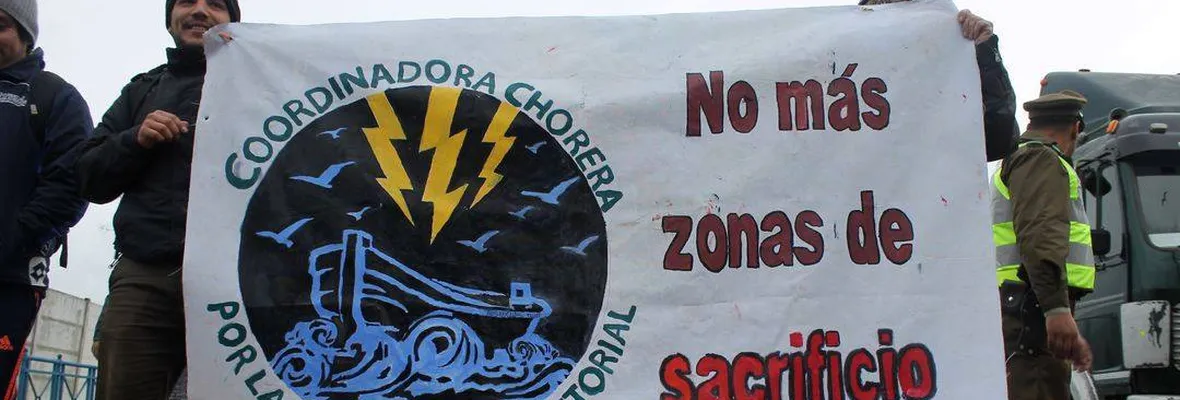 COORDINADORA CHORERA
POR LA
TORIAL
No más
zonas de
sacrificio